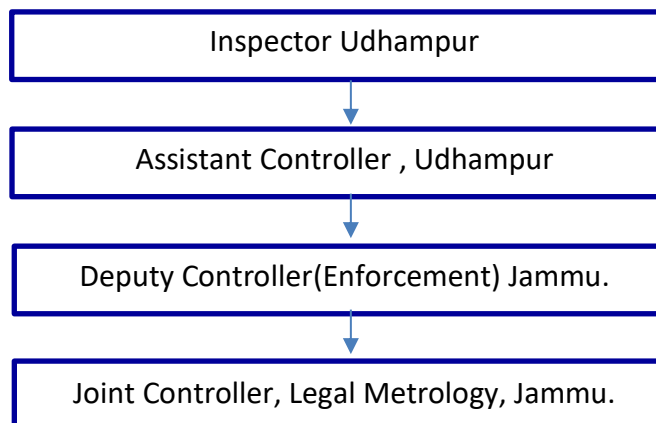 Inspector Udhampur
Assistant Controller , Udhampur
Deputy Controller(Enforcement) Jammu.
Joint Controller, Legal Metrology, Jammu.